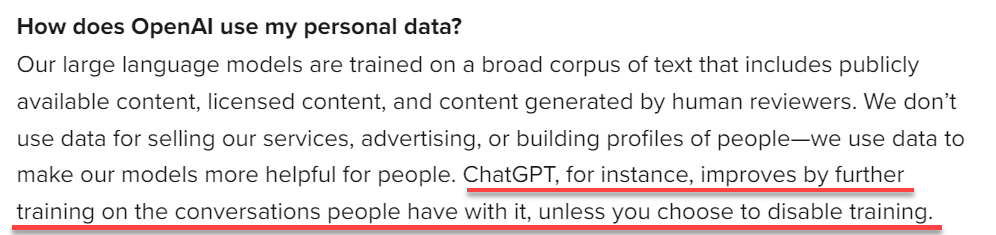 How does OpenAI use my personal data?
Our large language models are trained on a broad corpus of text that includes publicly
available content, licensed content, and content generated by human reviewers. We don’t
use data for selling our services, advertising, or building profiles of people—we use data to
make our models more helpful for people. ChatGPT, for instance, improves by further
training on the conversations people have with it, unless you choose to disable training.